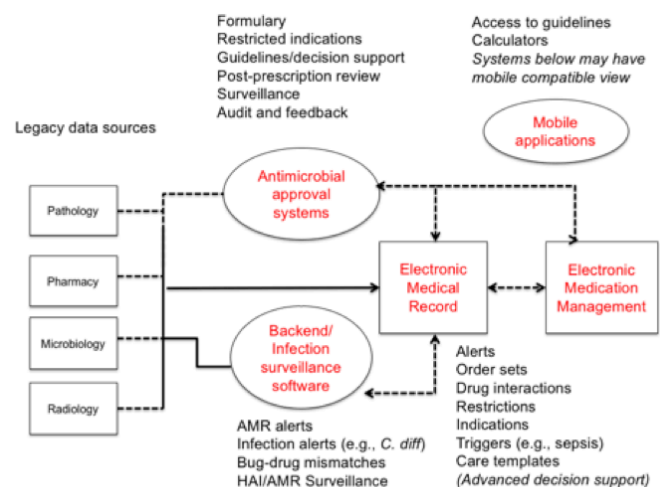 Formulary
Restricted indications
Guidelines/decision support
Post-prescription review
Surveillance
Audit and feedback
Access to guidelines
Calculators
Systems below may have
mobile compatible view
Legacy data sources
Mobile
applications
Antimicrobial
approval
systems
Pathology
Pharmacy
Microbiology
Radiology
Electronic
Medical
Record
Electronic
Medication
Management
Backend/
Infection
surveillance
software
AMR alerts
Infection alerts (e.g., C. diff)
Bug-drug mismatches
HAI/AMR Surveillance
Alerts
Order sets
Drug interactions
Restrictions
Indications
Triggers (e.g., sepsis)
Care templates
(Advanced decision support)